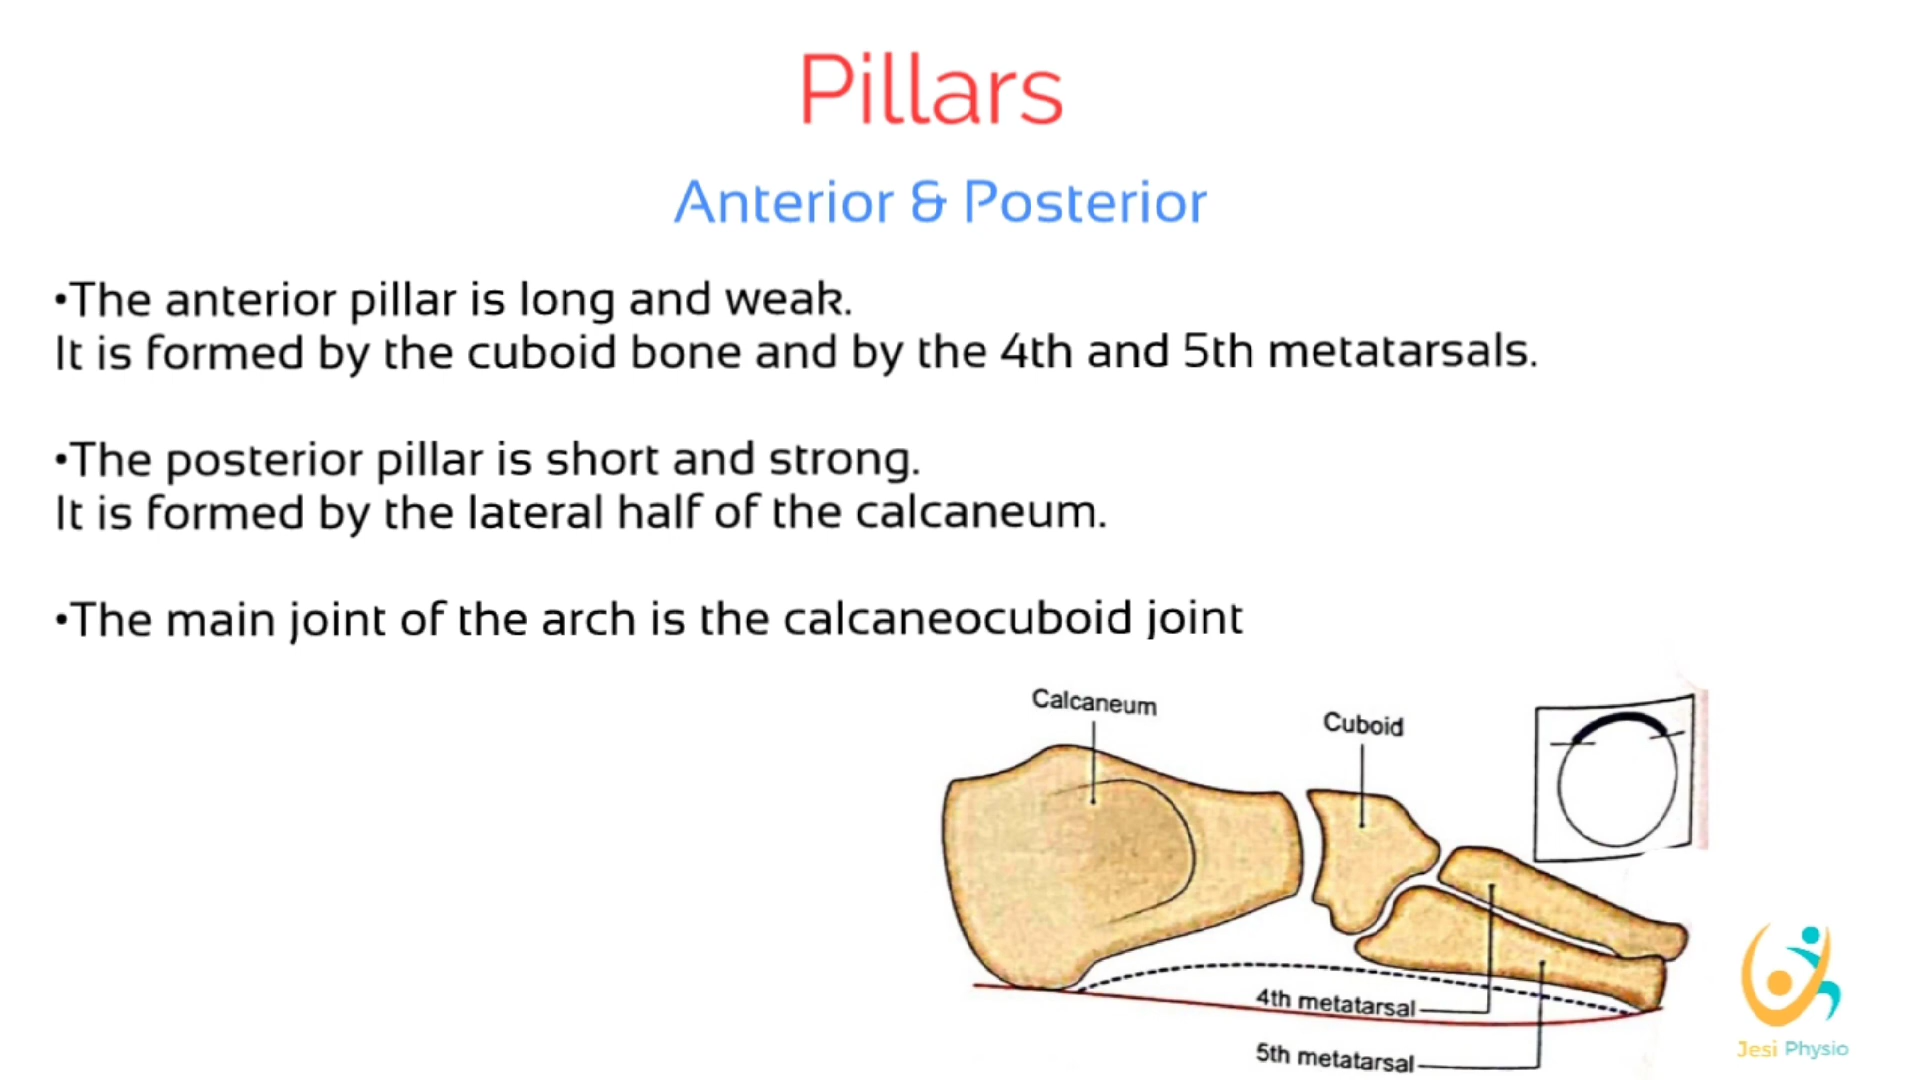 Pillars
Anterior & Posterior
•The anterior pillar is long and weak.
It is formed by the cuboid bone and by the 4th and 5th metatarsals.
•The posterior pillar is short and strong.
It is formed by the lateral half of the calcaneum.
•The main joint of the arch is the calcaneocuboid joint
Calcaneum
Cuboid
4th metatarsal
5th metatarsal
Jesi Physio